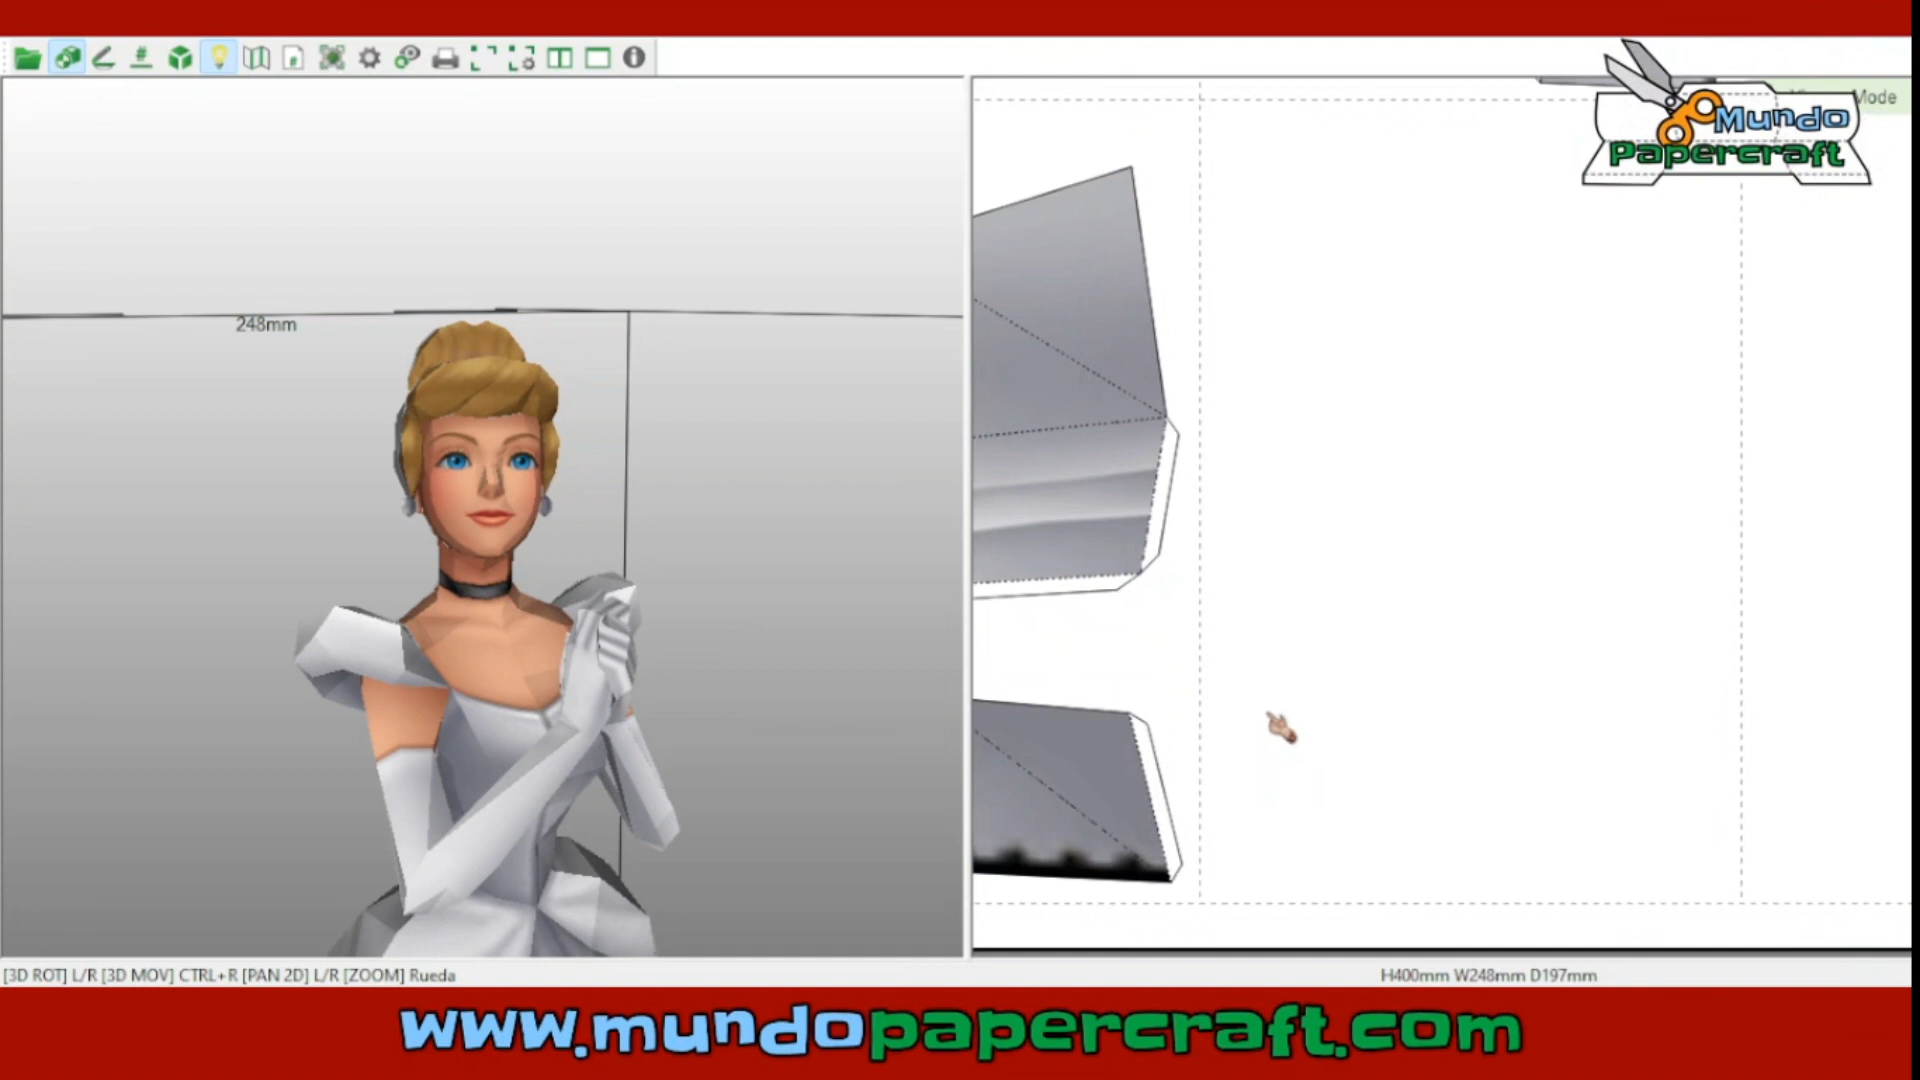 Mode
Mundo
Papercraft
248mm
[3D ROT] L/R [3D MOV] CTRL+R [PAN 2D] L/R [ZOOM] Rueda
H400mm W248mm D197mm
www.mundopapercraft.com